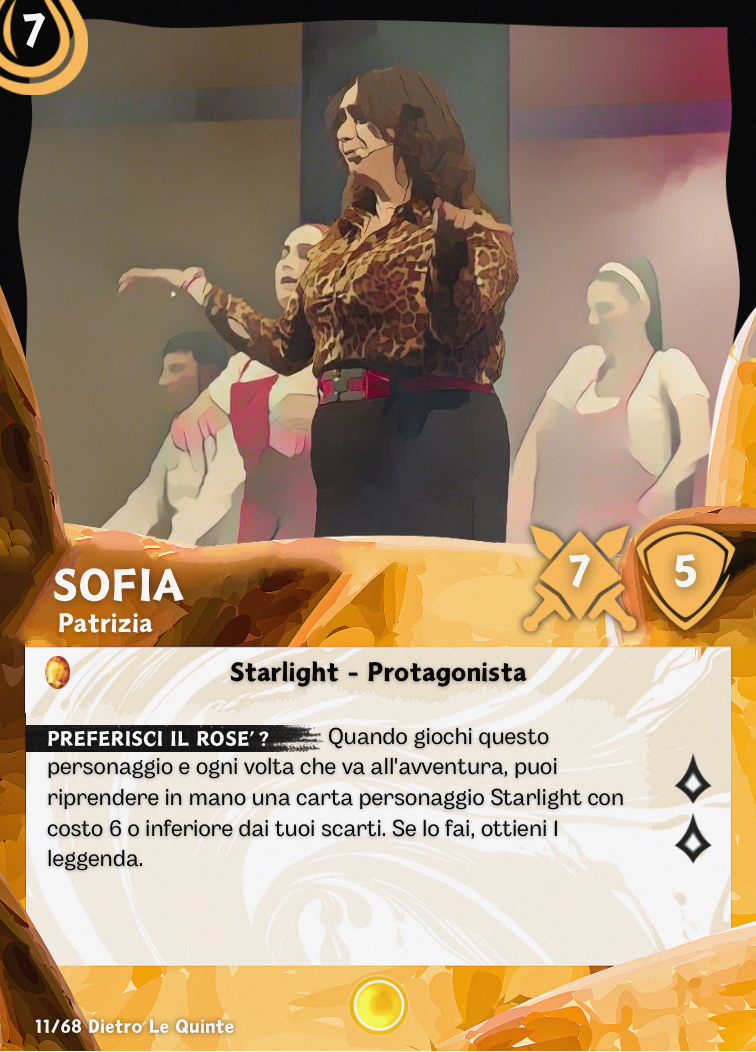 7
SOFIA
Patrizia
7
5
Starlight - Protagonista
PREFERISCI IL ROSE'? Quando giochi questo
personaggio e ogni volta che va all'avventura, puoi
riprendere in mano una carta personaggio Starlight con
costo 6 o inferiore dai tuoi scarti. Se lo fai, ottieni I
leggenda.
11/68 Dietro Le Quinte